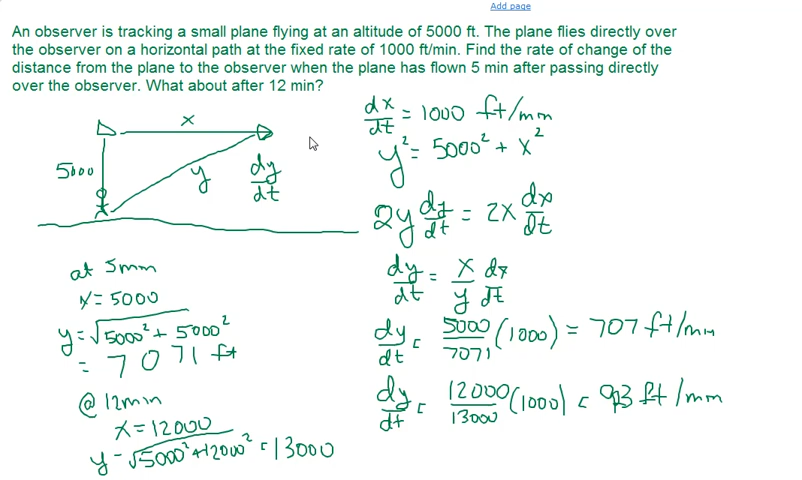 Add page
An observer is tracking a small plane flying at an altitude of 5000 ft. The plane flies directly over
the observer on a horizontal path at the fixed rate of 1000 ft/min. Find the rate of change of the
distance from the plane to the observer when the plane has flown 5 min after passing directly
over the observer. What about after 12 min?
x
5000
y
dy/dt
at 5min
x = 5000
y = √5000² + 5000²
= 7071 ft
@ 12min
x = 12000
y = √5000² + 12000² = 13000
dx/dt = 1000 ft/min
y² = 5000² + x²
2y dy/dt = 2x dx/dt
dy/dt = x/y dx/dt
dy/dt = 5000/7071 (1000) = 707 ft/min
dy/dt = 12000/13000 (1000) = 923 ft/min